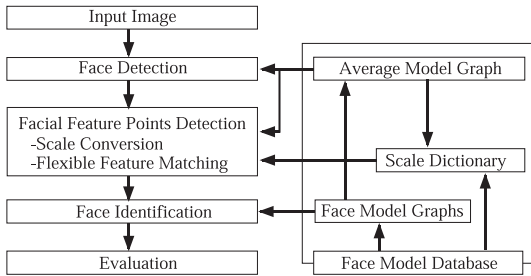 Input Image
Face Detection
Average Model Graph
Facial Feature Points Detection
-Scale Conversion
-Flexible Feature Matching
Scale Dictionary
Face Identification
Face Model Graphs
Evaluation
Face Model Database